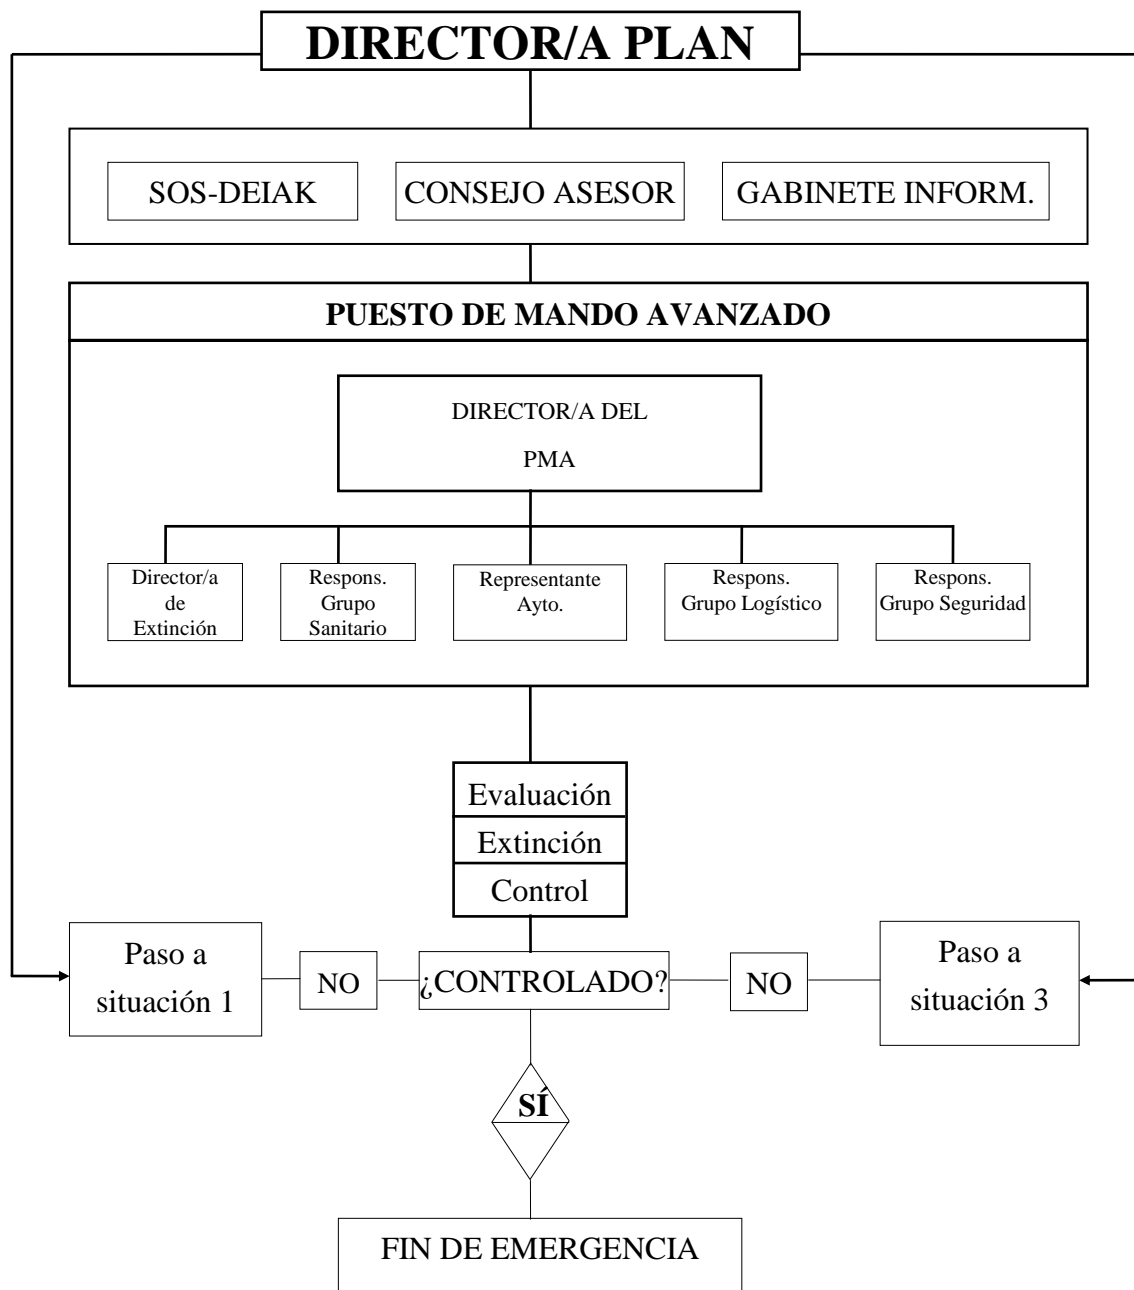 DIRECTOR/A PLAN
SOS-DEIAK
CONSEJO ASESOR
GABINETE INFORM.
PUESTO DE MANDO AVANZADO
DIRECTOR/A DEL
PMA
Director/a
de
Extinción
Respons.
Grupo
Sanitario
Representante
Ayto.
Respons.
Grupo Logístico
Respons.
Grupo Seguridad
Evaluación
Extinción
Control
Paso a
situación 1
NO
¿CONTROLADO?
NO
Paso a
situación 3
SÍ
FIN DE EMERGENCIA